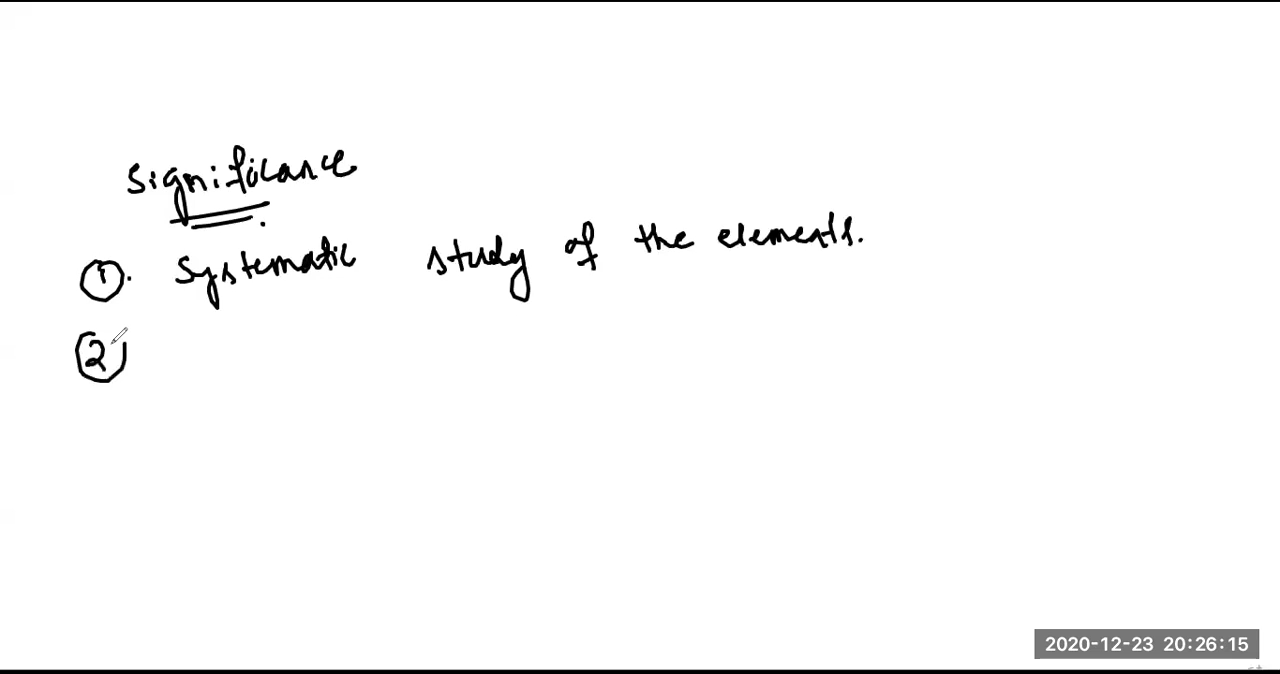 Significance
①. Systematic study of the elements.
②
2020-12-23 20:26:15